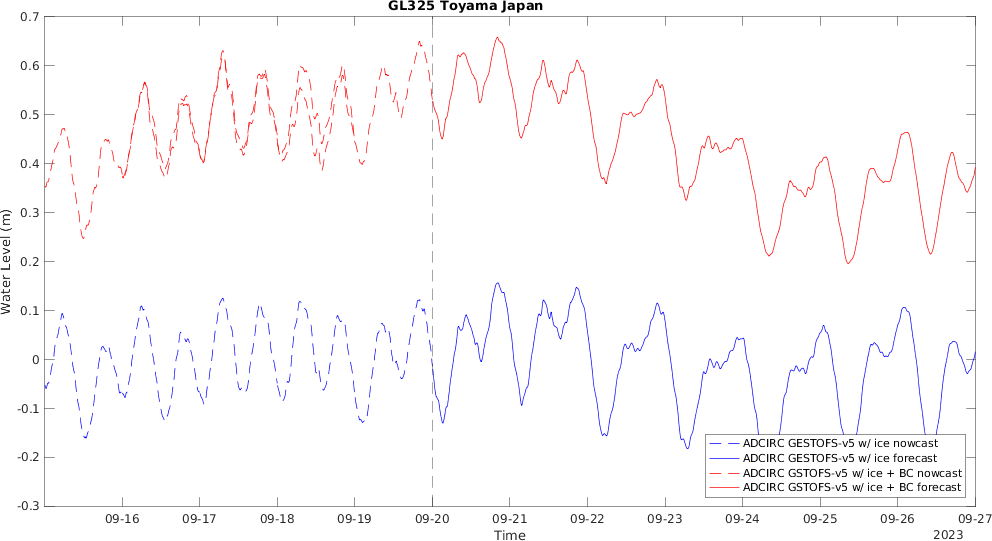 GL325 Toyama Japan
0.7
0.6
0.5
0.4
0.3
0.2
0.1
0
-0.1
-0.2
-0.3
Water Level (m)
ADCIRC GESTOFS-v5 w/ ice nowcast
ADCIRC GESTOFS-v5 w/ ice forecast
ADCIRC GSTOFS-v5 w/ ice + BC nowcast
ADCIRC GSTOFS-v5 w/ ice + BC forecast
09-16 09-17 09-18 09-19 09-20 09-21 09-22 09-23 09-24 09-25 09-26 09-27
Time
2023